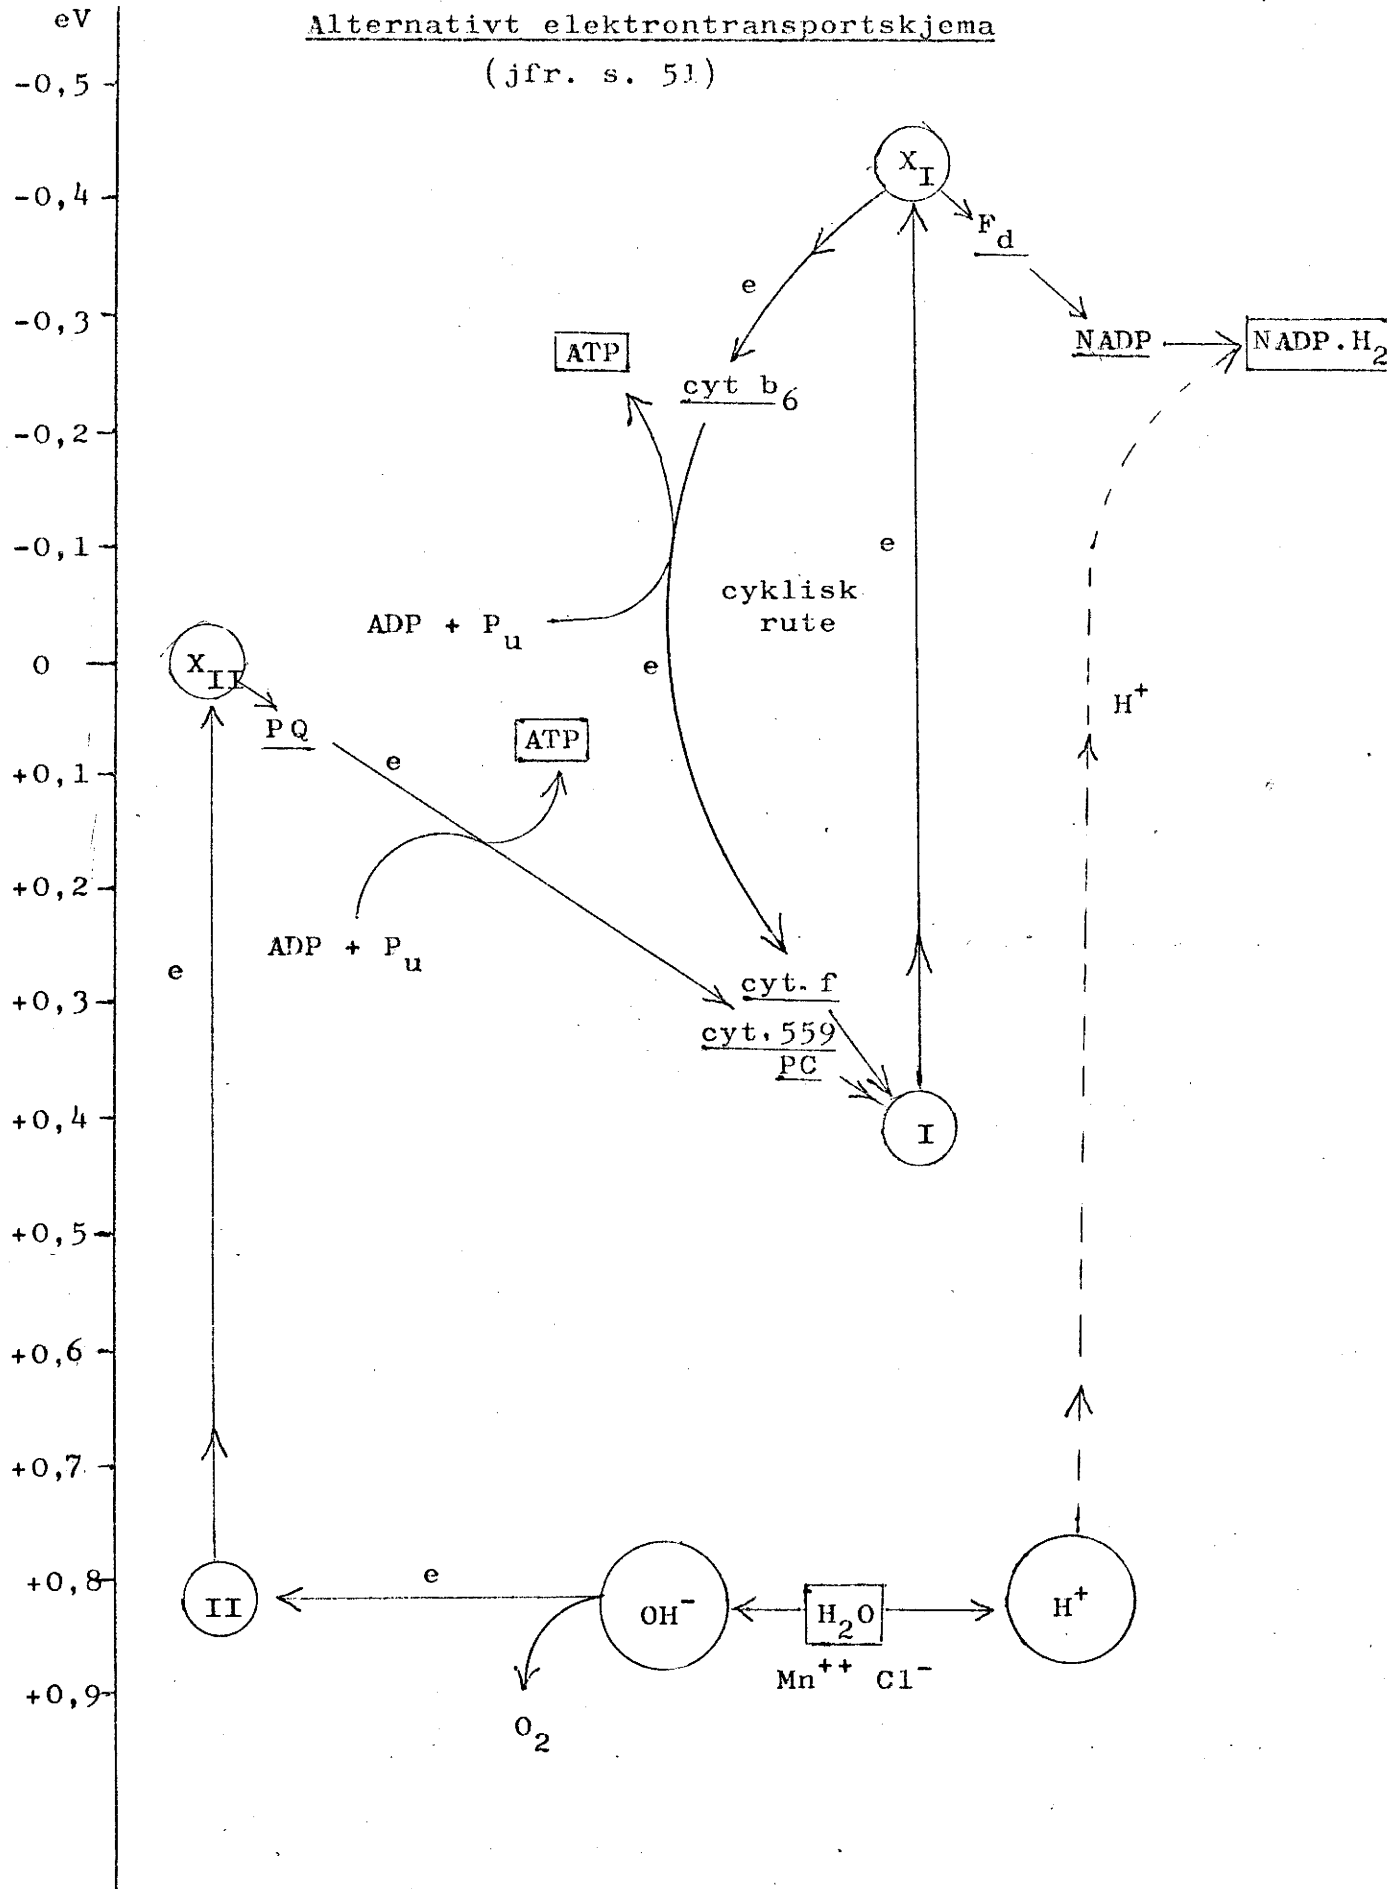 eV
Alternativt elektrontransportskjema
(jfr. s. 51)
-0,5
X_I
-0,4
F_d
e
-0,3
ATP
NADP
NADP.H_2
cyt b_6
-0,2
-0,1
e
cyklisk
rute
ADP + P_u
0
X_II
e
H^+
PQ
ATP
e
+0,1
+0,2
ADP + P_u
e
cyt. f
+0,3
cyt. 559
PC
+0,4
I
+0,5
+0,6
+0,7
+0,8
e
II
OH^-
H_2O
H^+
Mn^++ Cl^-
+0,9
O_2